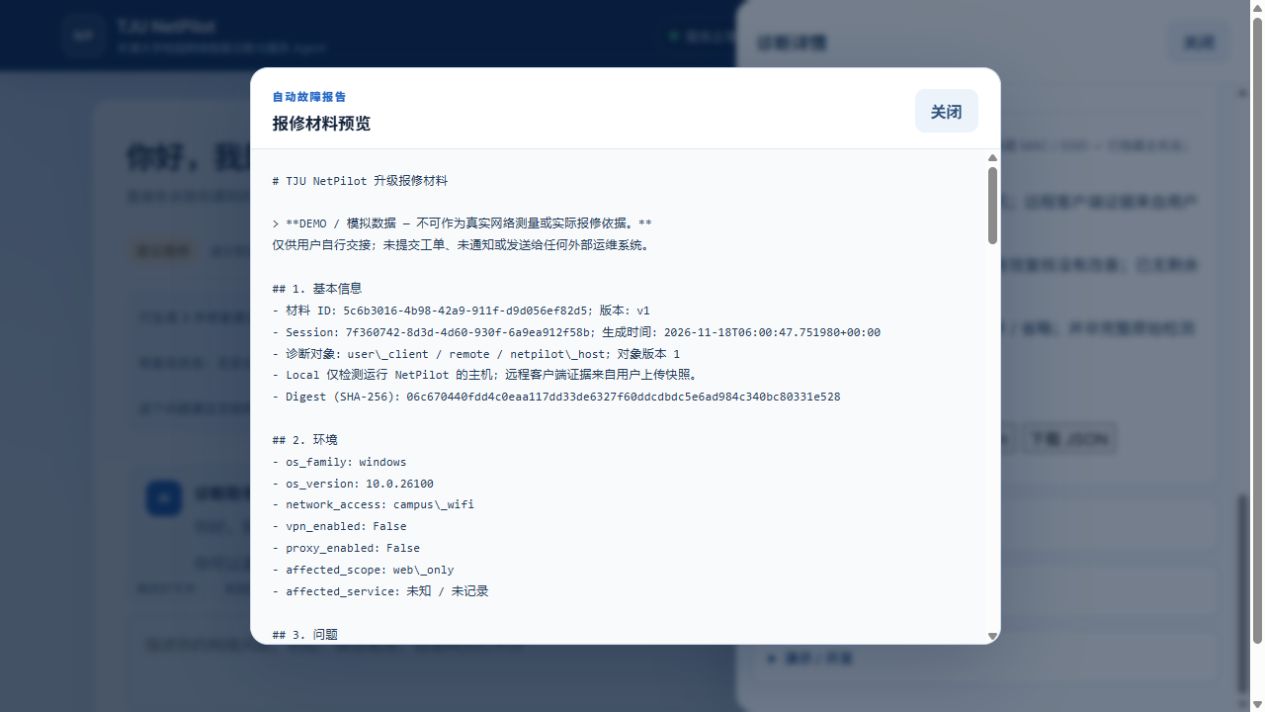 TJU NetPilot
诊断详情
关闭
自动故障报告
报修材料预览
关闭
# TJU NetPilot 升级报修材料
> **DEMO / 模拟数据 — 不可作为真实网络测量或实际报修依据。**
仅供用户自行交接；未提交工单、未通知或发送给任何外部运维系统。
## 1. 基本信息
- 材料 ID: 5c6b3016-4b98-42a9-911f-d9d056ef82d5; 版本: v1
- Session: 7f360742-8d3d-4d60-930f-6a9ea912f58b; 生成时间: 2026-11-18T06:00:47.751980+00:00
- 诊断对象: user\_client / remote / netpilot\_host; 对象版本 1
- Local 仅检测运行 NetPilot 的主机；远程客户端证据来自用户上传快照。
- Digest (SHA-256): 06c670440fdd4c0eaa117dd33de6327f60ddcdbdc5e6ad984c340bc80331e528
## 2. 环境
- os_family: windows
- os_version: 10.0.26100
- network_access: campus\_wifi
- vpn_enabled: False
- proxy_enabled: False
- affected_scope: web\_only
- affected_service: 未知 / 未记录
## 3. 问题
下载 JSON